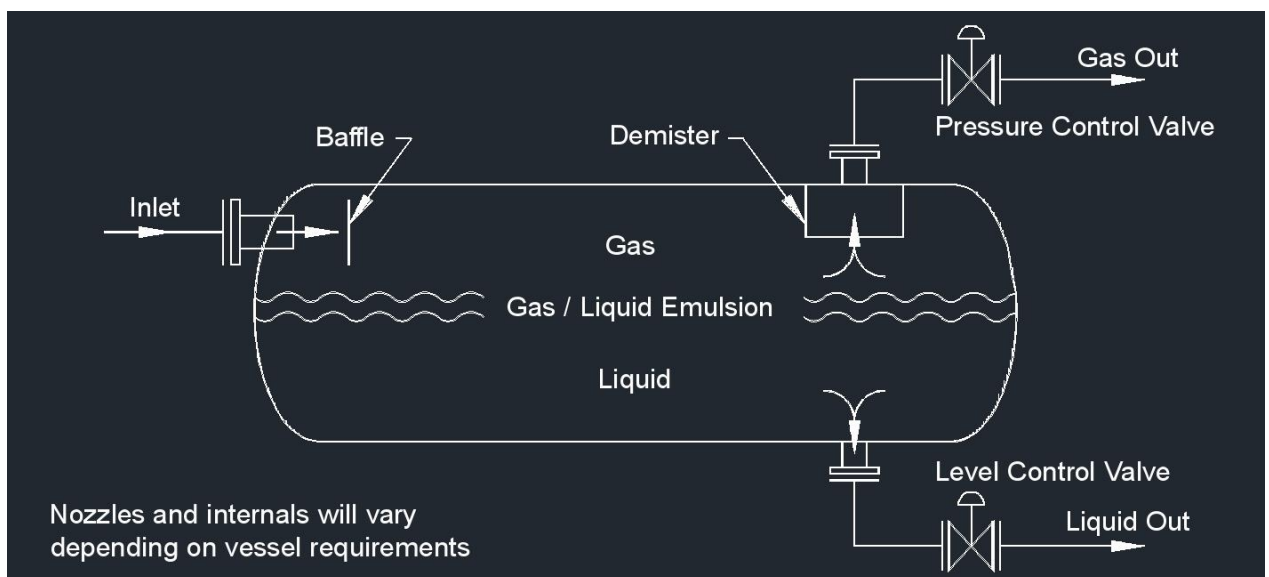 Gas Out
Pressure Control Valve
Baffle
Demister
Inlet
Gas
Gas / Liquid Emulsion
Liquid
Level Control Valve
Liquid Out
Nozzles and internals will vary
depending on vessel requirements